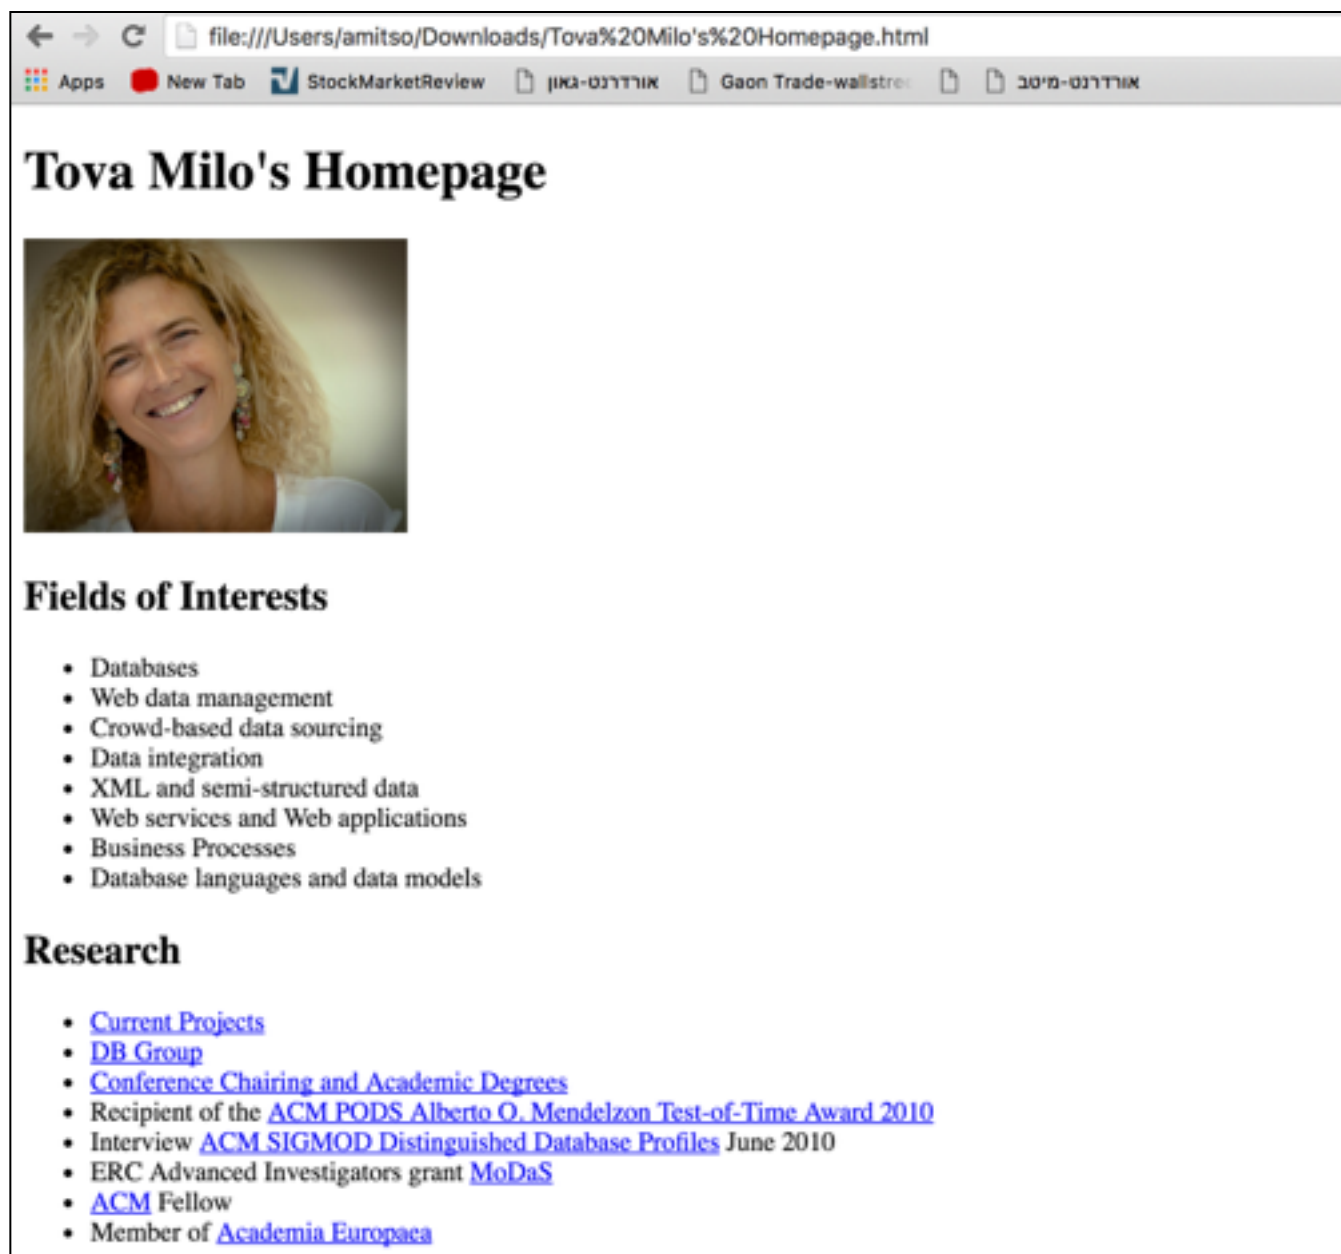 file:///Users/amitso/Downloads/Tova%20Milo's%20Homepage.html
Apps New Tab StockMarketReview אורדרנט-גאון Gaon Trade-wallstre אורדרנט-מיטב
Tova Milo's Homepage
Fields of Interests
• Databases
• Web data management
• Crowd-based data sourcing
• Data integration
• XML and semi-structured data
• Web services and Web applications
• Business Processes
• Database languages and data models
Research
• Current Projects
• DB Group
• Conference Chairing and Academic Degrees
• Recipient of the ACM PODS Alberto O. Mendelzon Test-of-Time Award 2010
• Interview ACM SIGMOD Distinguished Database Profiles June 2010
• ERC Advanced Investigators grant MoDaS
• ACM Fellow
• Member of Academia Europaea